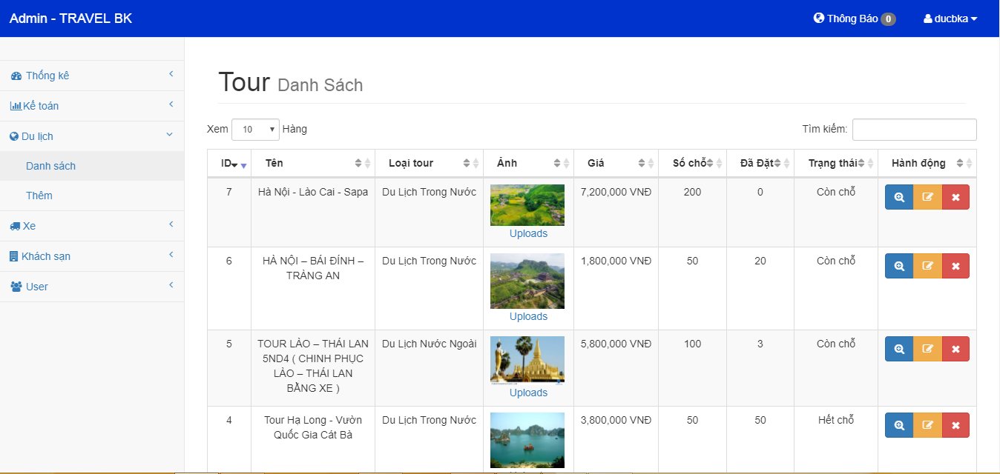 Admin - TRAVEL BK
Thông Báo 0
ducbka
Thống kê
Kế toán
Du lịch
Danh sách
Thêm
Xe
Khách sạn
User
Tour Danh Sách
Xem 10 Hàng
Tìm kiếm:
ID Tên Loại tour Ảnh Giá Số chỗ Đã Đặt Trạng thái Hành động
7 Hà Nội - Lào Cai - Sapa Du Lịch Trong Nước 7,200,000 VNĐ 200 0 Còn chỗ
Uploads
6 HÀ NỘI – BÁI ĐÍNH – Du Lịch Trong Nước 1,800,000 VNĐ 50 20 Còn chỗ
TRÀNG AN
Uploads
5 TOUR LÀO – THÁI LAN Du Lịch Nước Ngoài 5,800,000 VNĐ 100 3 Còn chỗ
5ND4 ( CHINH PHỤC
LÀO – THÁI LAN
BẰNG XE )
Uploads
4 Tour Hạ Long - Vườn Du Lịch Trong Nước 3,800,000 VNĐ 50 50 Hết chỗ
Quốc Gia Cát Bà